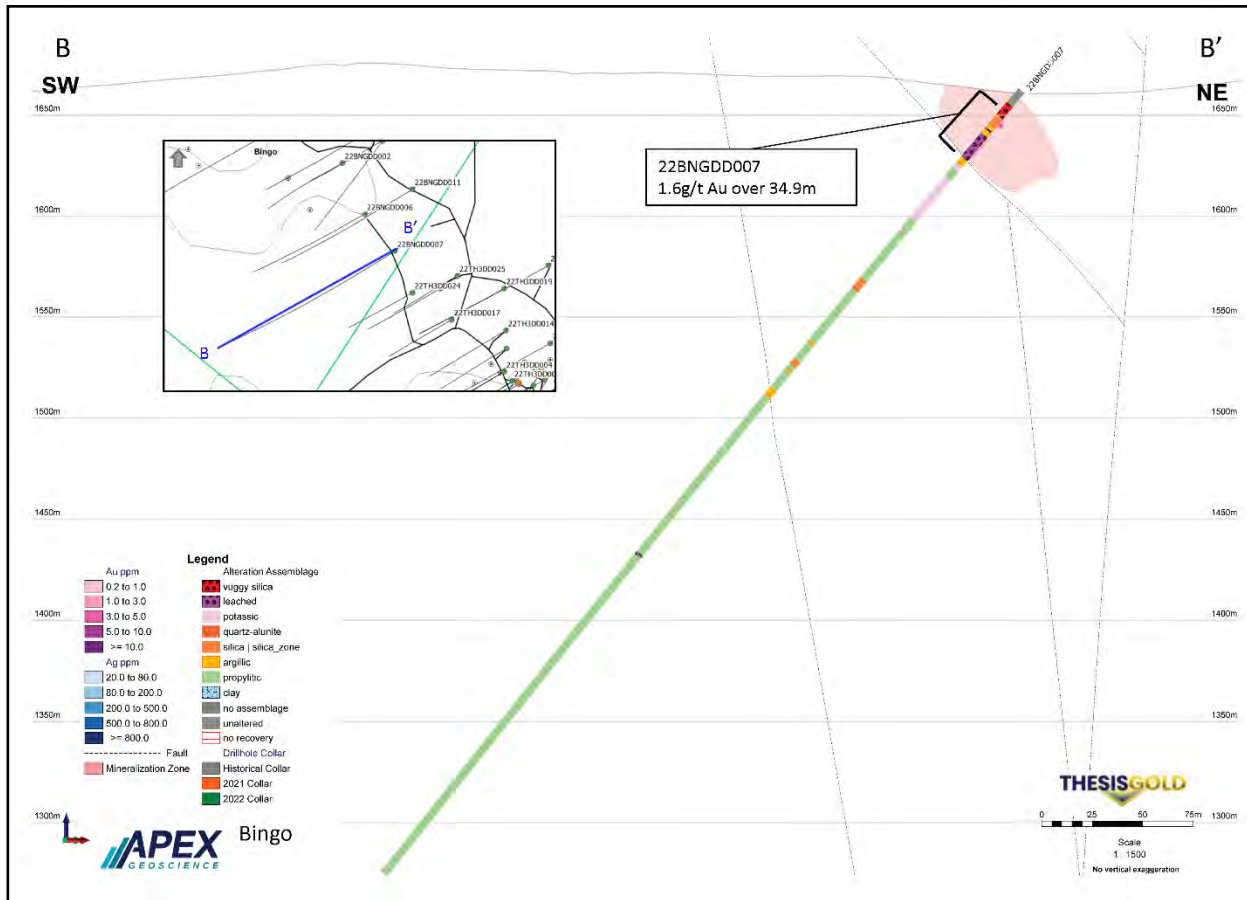 B
B'
SW
NE
22BNGDD007
1650m
1650m
22BNGDD007
1.6g/t Au over 34.9m
Bingo
22BNGDD002
22BNGDD011
22BNGDD006
B'
22BNGDD007
22TH3DD025
22TH3DD024
22TH3DD019
22TH3DD017
22TH3DD014
22TH3DD004
B
1600m
1600m
1550m
1550m
1500m
1500m
1450m
1450m
1400m
1400m
1350m
1350m
1300m
1300m
Legend
Au ppm
0.2 to 1.0
1.0 to 3.0
3.0 to 5.0
5.0 to 10.0
>= 10.0
Ag ppm
20.0 to 80.0
80.0 to 200.0
200.0 to 500.0
500.0 to 800.0
>= 800.0
Fault
Mineralization Zone
Alteration Assemblage
vuggy silica
leached
potassic
quartz-alunite
silica | silica_zone
argillic
propylitic
clay
no assemblage
unaltered
no recovery
Drillhole Collar
Historical Collar
2021 Collar
2022 Collar
APEX
GEOSCIENCE
Bingo
THESISGOLD
0 25 50 75m
Scale
1 : 1500
No vertical exaggeration